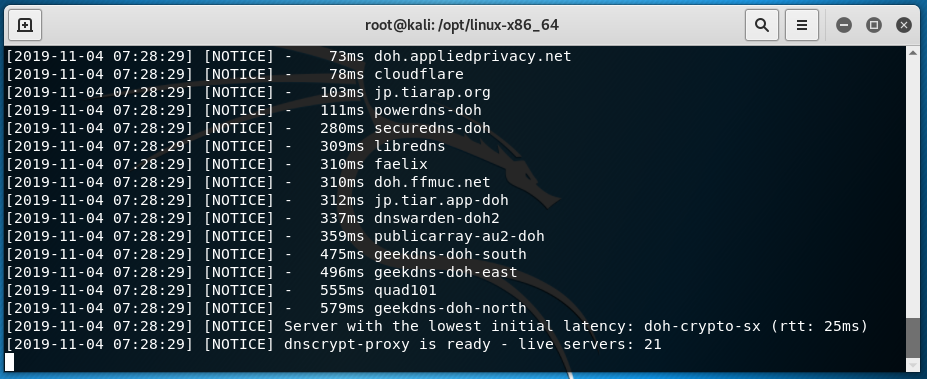 root@kali: /opt/linux-x86_64
[2019-11-04 07:28:29] [NOTICE] -    73ms doh.appliedprivacy.net
[2019-11-04 07:28:29] [NOTICE] -    78ms cloudflare
[2019-11-04 07:28:29] [NOTICE] -   103ms jp.tiarap.org
[2019-11-04 07:28:29] [NOTICE] -   111ms powerdns-doh
[2019-11-04 07:28:29] [NOTICE] -   280ms securedns-doh
[2019-11-04 07:28:29] [NOTICE] -   309ms libredns
[2019-11-04 07:28:29] [NOTICE] -   310ms faelix
[2019-11-04 07:28:29] [NOTICE] -   310ms doh.ffmuc.net
[2019-11-04 07:28:29] [NOTICE] -   312ms jp.tiar.app-doh
[2019-11-04 07:28:29] [NOTICE] -   337ms dnswarden-doh2
[2019-11-04 07:28:29] [NOTICE] -   359ms publicarray-au2-doh
[2019-11-04 07:28:29] [NOTICE] -   475ms geekdns-doh-south
[2019-11-04 07:28:29] [NOTICE] -   496ms geekdns-doh-east
[2019-11-04 07:28:29] [NOTICE] -   555ms quad101
[2019-11-04 07:28:29] [NOTICE] -   579ms geekdns-doh-north
[2019-11-04 07:28:29] [NOTICE] Server with the lowest initial latency: doh-crypto-sx (rtt: 25ms)
[2019-11-04 07:28:29] [NOTICE] dnscrypt-proxy is ready - live servers: 21